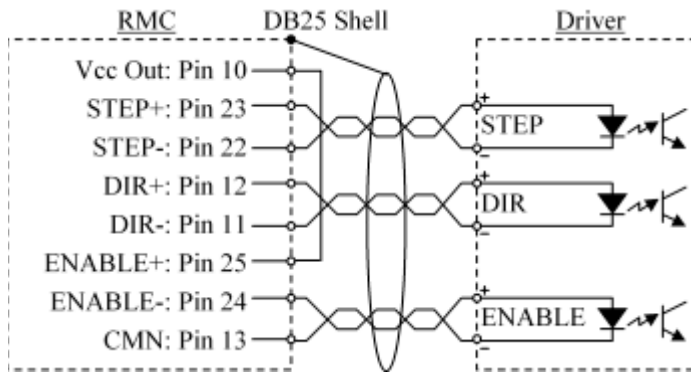 RMC DB25 Shell Driver
Vcc Out: Pin 10
STEP+: Pin 23
STEP-: Pin 22
DIR+: Pin 12
DIR-: Pin 11
ENABLE+: Pin 25
ENABLE-: Pin 24
CMN: Pin 13
+
STEP
−
+
DIR
−
+
ENABLE
−